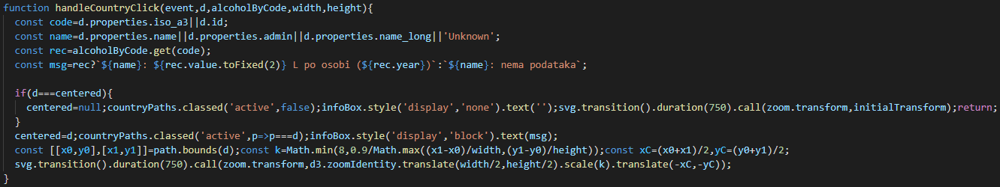 function handleCountryClick(event,d,alcoholByCode,width,height){
  const code=d.properties.iso_a3||d.id;
  const name=d.properties.name||d.properties.admin||d.properties.name_long||'Unknown';
  const rec=alcoholByCode.get(code);
  const msg=rec?`${name}: ${rec.value.toFixed(2)} L po osobi (${rec.year})`:`${name}: nema podataka`;

  if(d===centered){
    centered=null;countryPaths.classed('active',false);infoBox.style('display','none').text('');svg.transition().duration(750).call(zoom.transform,initialTransform);return;
  }
  centered=d;countryPaths.classed('active',p=>p===d);infoBox.style('display','block').text(msg);
  const [[x0,y0],[x1,y1]]=path.bounds(d);const k=Math.min(8,0.9/Math.max((x1-x0)/width,(y1-y0)/height));const xC=(x0+x1)/2,yC=(y0+y1)/2;
  svg.transition().duration(750).call(zoom.transform,d3.zoomIdentity.translate(width/2,height/2).scale(k).translate(-xC,-yC));
}